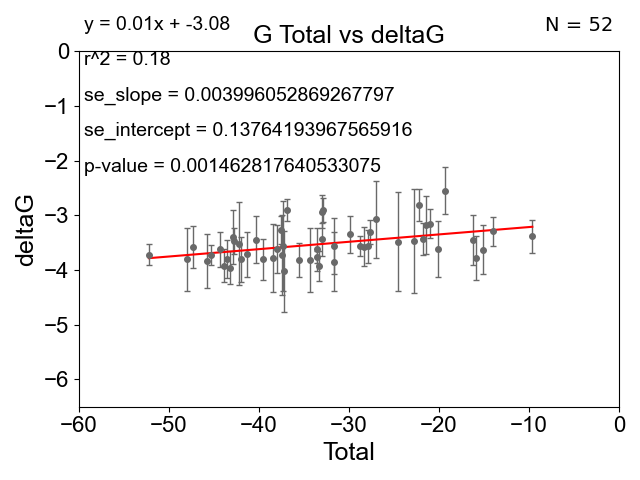 y = 0.01x + -3.08
N = 52
G Total vs deltaG
r^2 = 0.18
se_slope = 0.003996052869267797
se_intercept = 0.13764193967565916
p-value = 0.001462817640533075
deltaG
0
−1
−2
−3
−4
−5
−6
−60 −50 −40 −30 −20 −10 0
Total